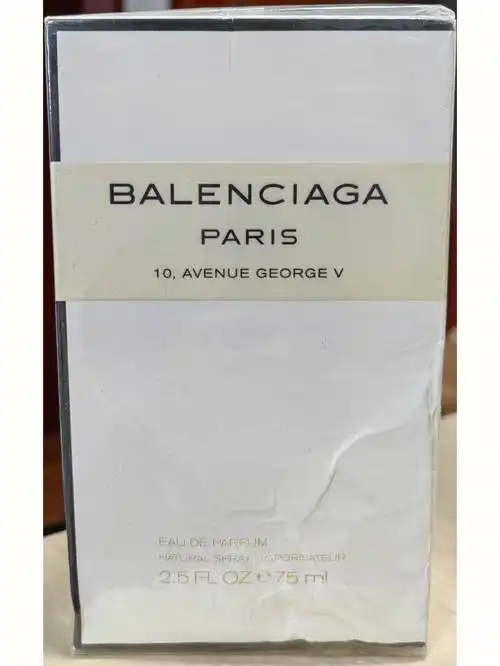 BALENCIAGA
PARIS
10, AVENUE GEORGE V
EAU DE PARFUM
NATURAL SPRAY VAPORISATEUR
2.5 FL OZ ℮ 75 ml